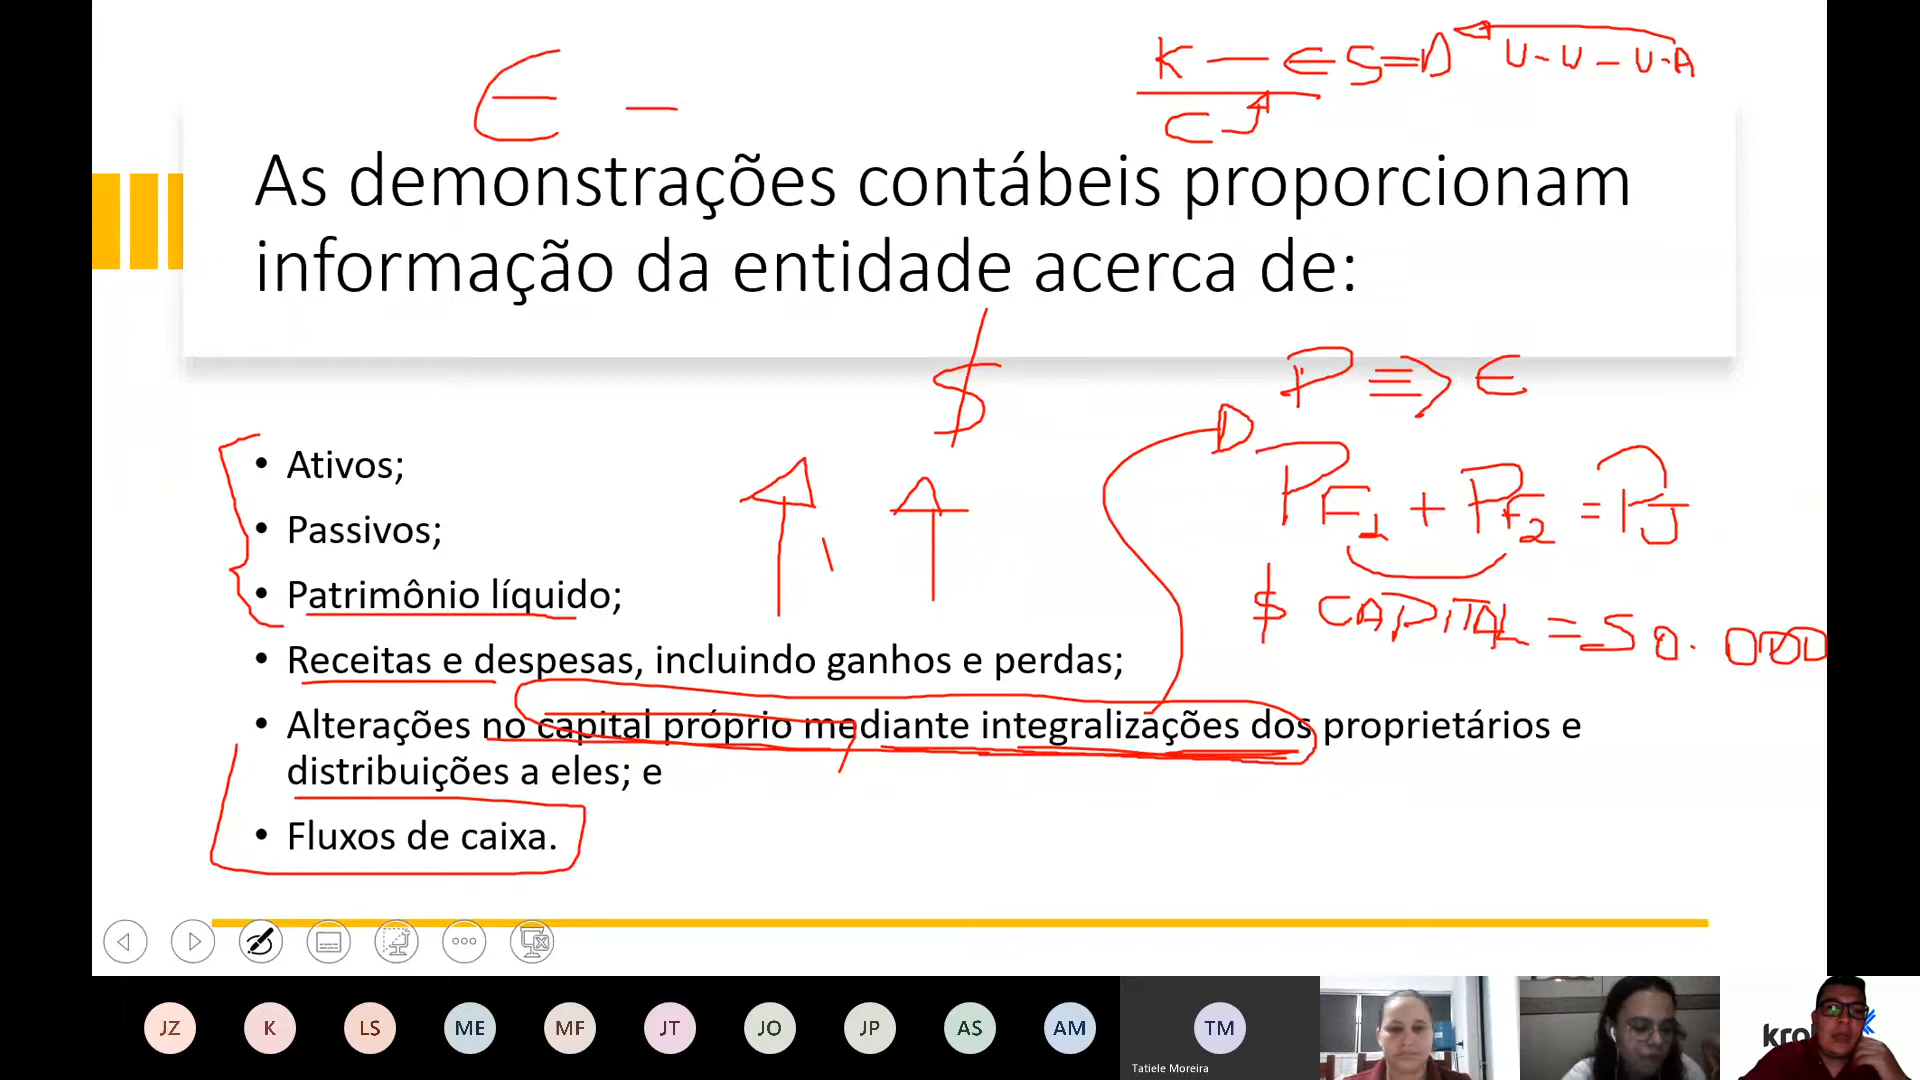 K — ES=D U-U-U.A
E —
C
As demonstrações contábeis proporcionam
informação da entidade acerca de:
$
P => E
• Ativos;
PF1 + PF2 = PJ
• Passivos;
• Patrimônio líquido;
$ CAPITAL = 50.000
• Receitas e despesas, incluindo ganhos e perdas;
• Alterações no capital próprio mediante integralizações dos proprietários e
distribuições a eles; e
• Fluxos de caixa.
JZ K LS ME MF JT JO JP AS AM TM
Tatiele Moreira